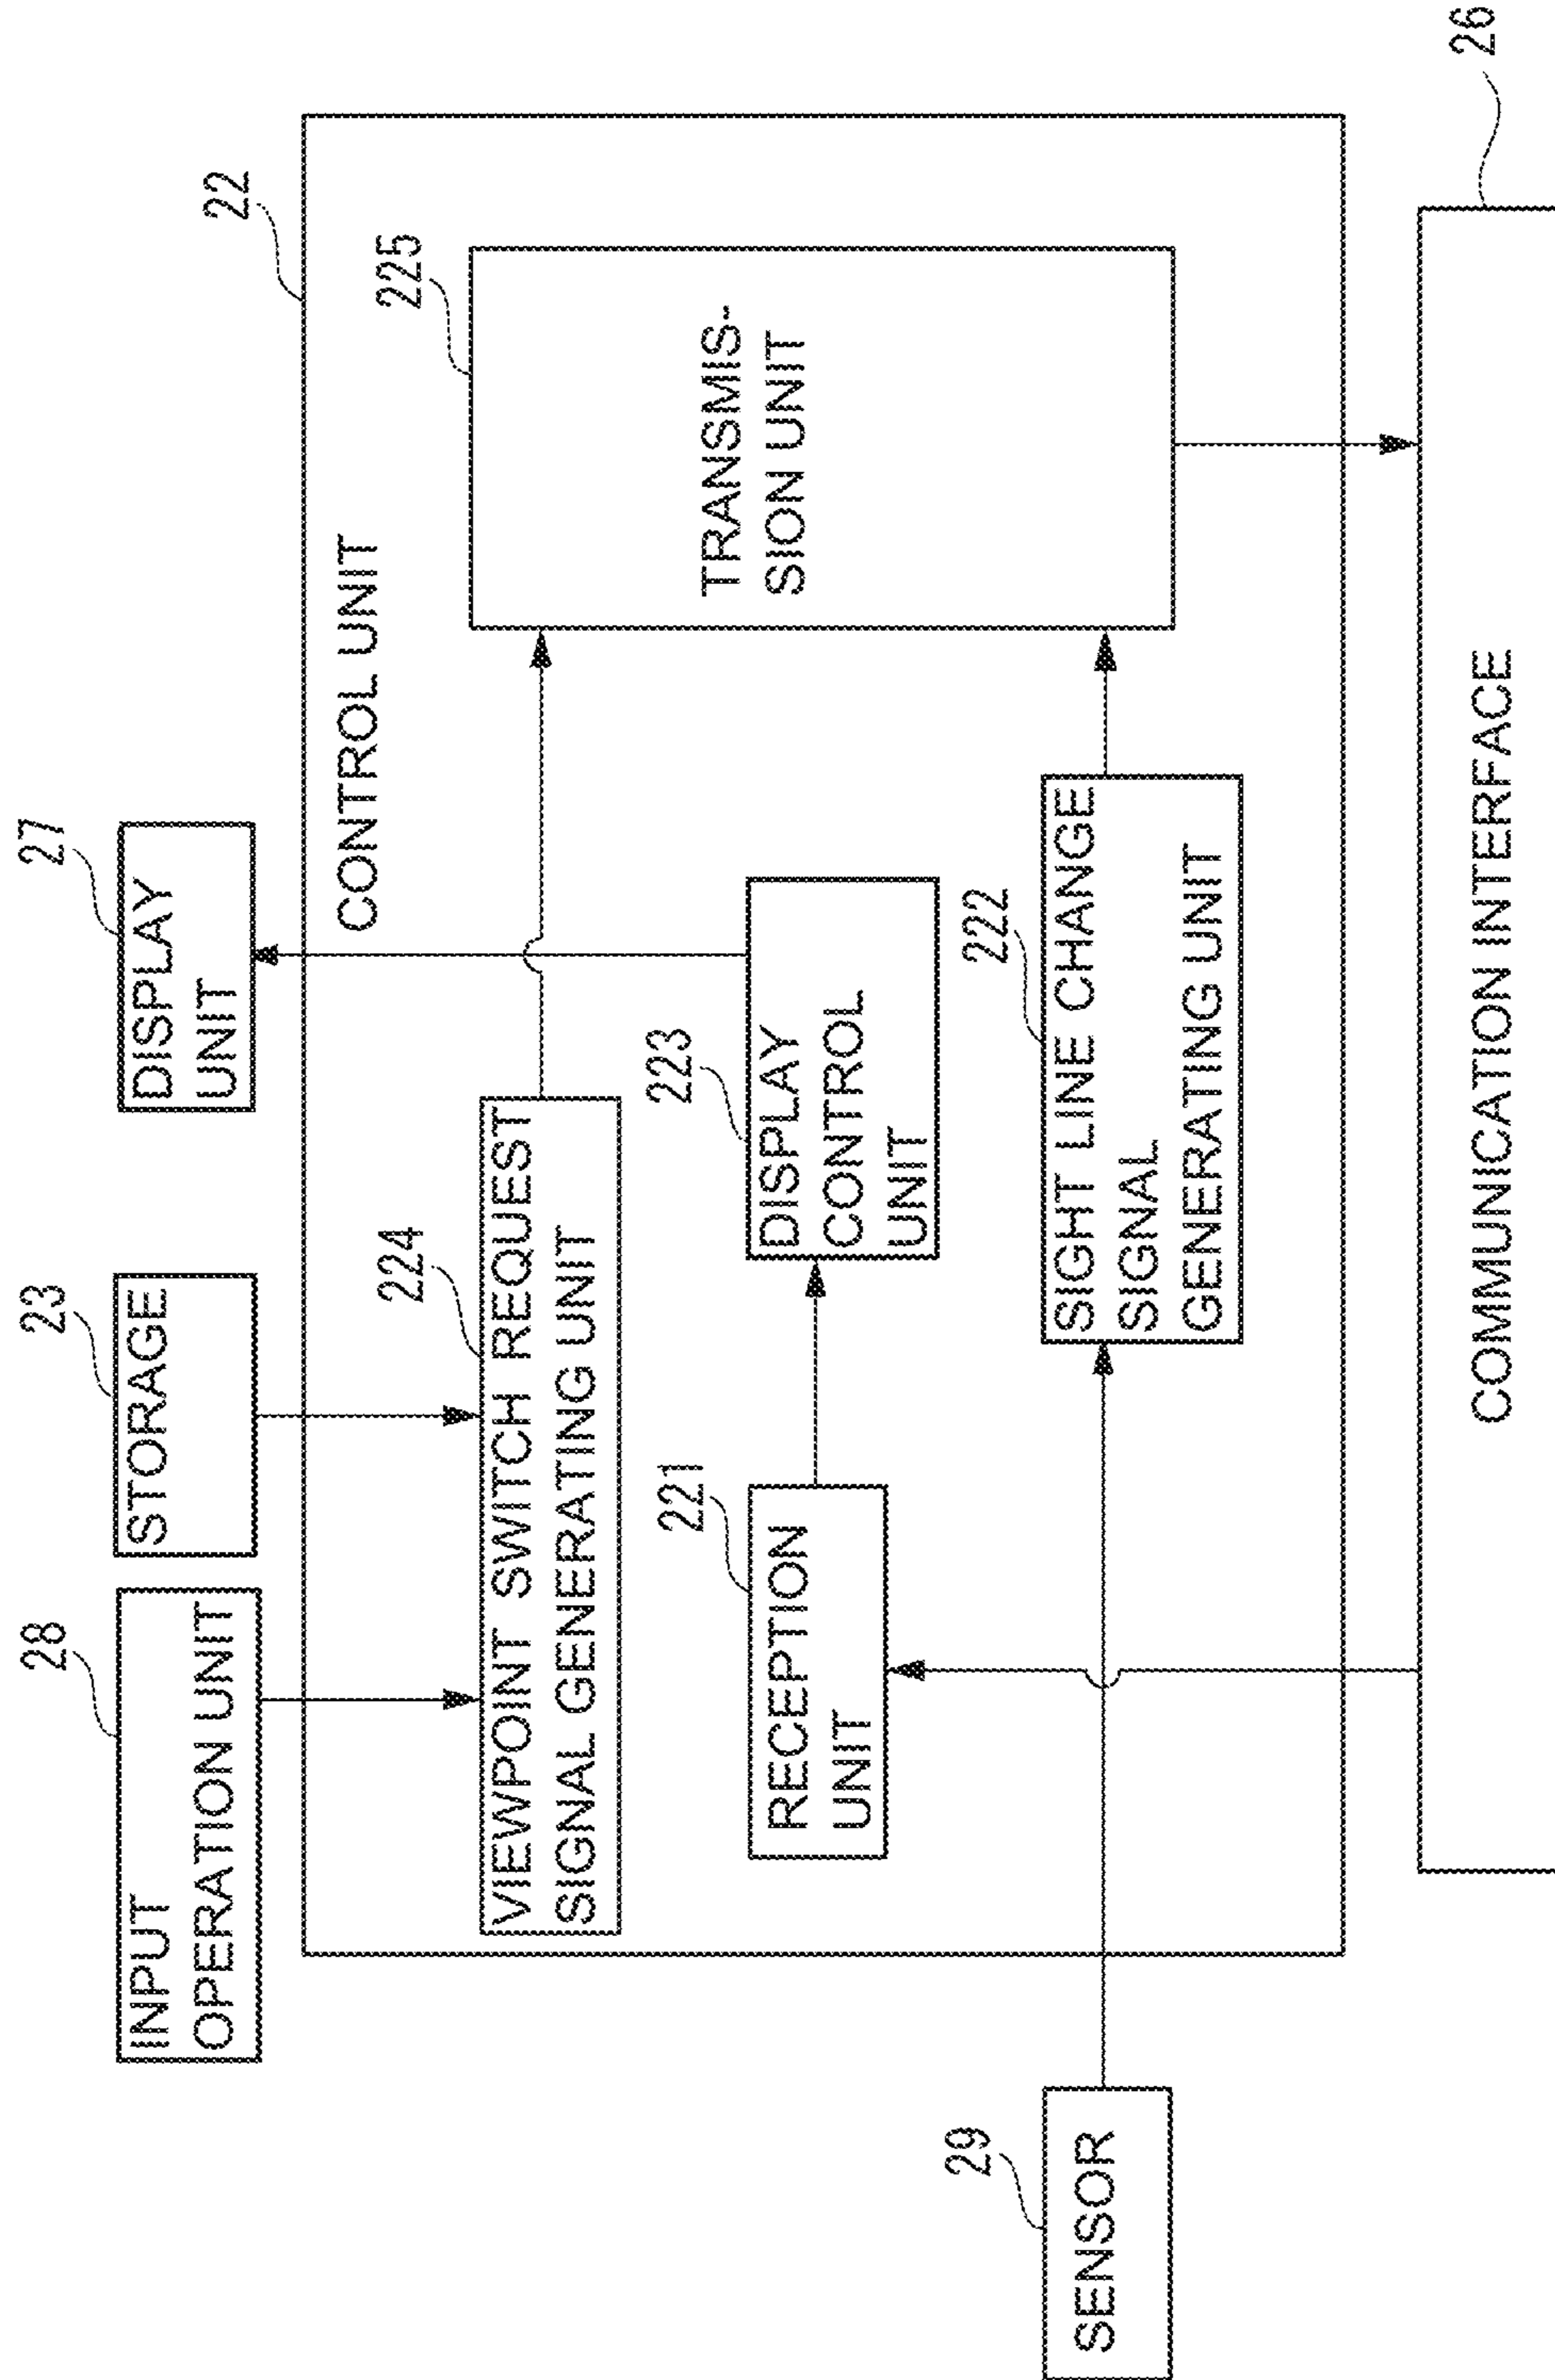 28
INPUT
OPERATION UNIT
23
STORAGE
27
DISPLAY
UNIT
22
CONTROL UNIT
224
VIEWPOINT SWITCH REQUEST
SIGNAL GENERATING UNIT
225
TRANSMIS-
SION UNIT
221
RECEPTION
UNIT
223
DISPLAY
CONTROL
UNIT
29
SENSOR
222
SIGHT LINE CHANGE
SIGNAL
GENERATING UNIT
26
COMMUNICATION INTERFACE